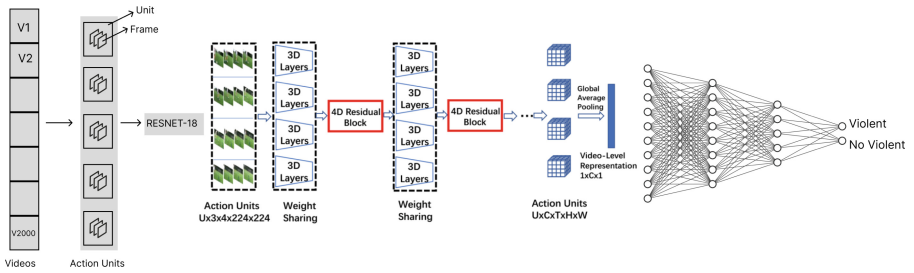 V1
V2
V2000
Videos
Unit
Frame
Action Units
RESNET-18
Action Units
Ux3x4x224x224
3D
Layers
3D
Layers
3D
Layers
3D
Layers
Weight
Sharing
4D Residual
Block
3D
Layers
3D
Layers
3D
Layers
3D
Layers
Weight
Sharing
4D Residual
Block
Action Units
UxCxTxHxW
Global
Average
Pooling
Video-Level
Representation
1xCx1
Violent
No Violent